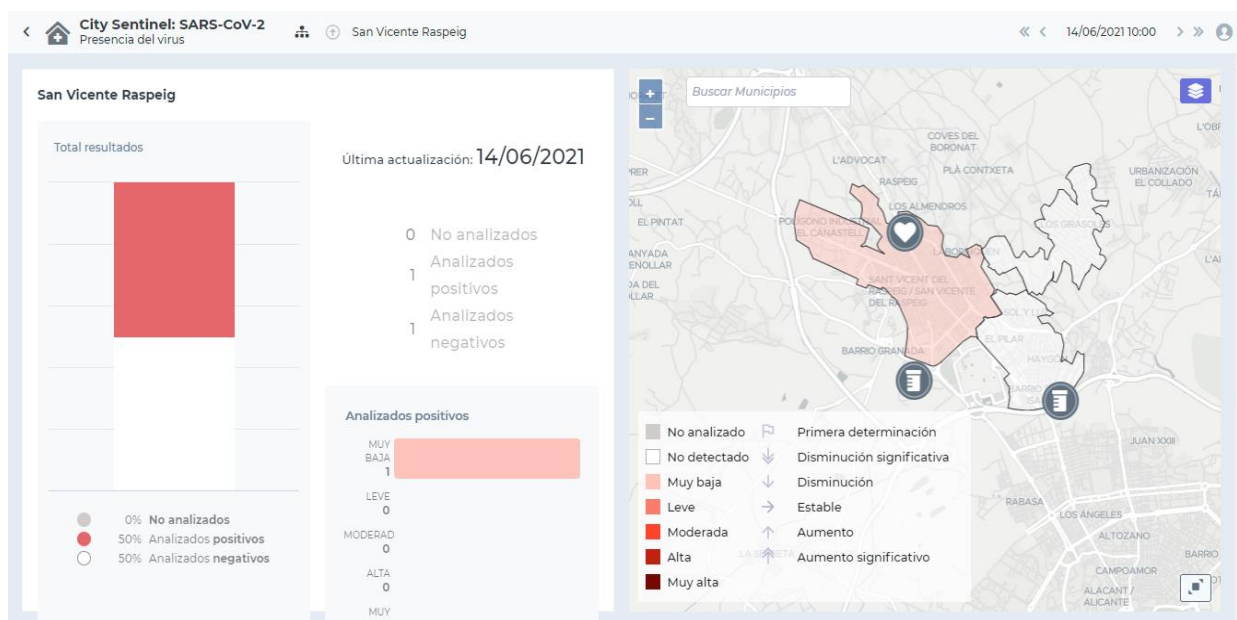 City Sentinel: SARS-CoV-2
Presencia del virus
San Vicente Raspeig
14/06/2021 10:00
San Vicente Raspeig
Total resultados
0% No analizados
50% Analizados positivos
50% Analizados negativos
Última actualización: 14/06/2021
0 No analizados
1 Analizados
positivos
1 Analizados
negativos
Analizados positivos
MUY
BAJA
1
LEVE
0
MODERAD
0
ALTA
0
MUY
+
Buscar Municipios
−
COVES DEL
BORONAT
L'ADVOCAT
PLÀ CONTXETA
RASPEIG
URBANIZACIÓN
EL COLLADO
LOS ALMENDROS
EL PINTAT
POLÍGONO INDUSTRIAL
EL CANASTELL
LOS GIRASOLES
SANT VICENT DEL
RASPEIG / SAN VICENTE
DEL RASPEIG
SOL Y LUZ
EL PILAR
BARRIO GRANADA
HAYGON
JUAN XXIII
RABASA
LOS ÁNGELES
ALTOZANO
BARRIO
CAMPOAMOR
ALACANT /
ALICANTE
No analizado
No detectado
Muy baja
Leve
Moderada
Alta
Muy alta
Primera determinación
Disminución significativa
Disminución
Estable
Aumento
Aumento significativo